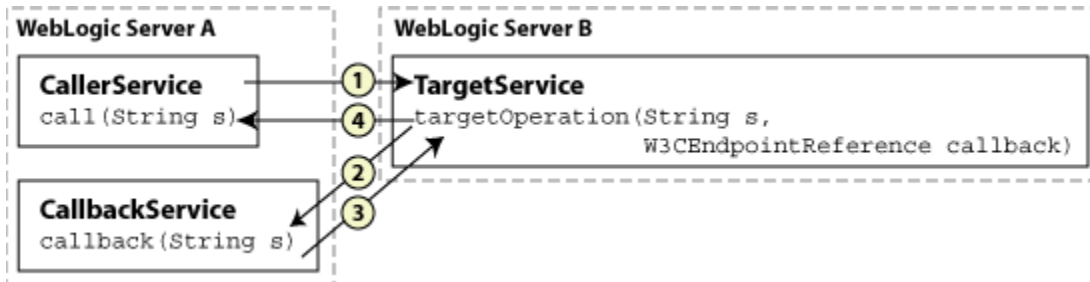 WebLogic Server A
WebLogic Server B
CallerService
call(String s)
1
TargetService
4
targetOperation(String s,
W3CEndpointReference callback)
2
CallbackService
callback(String s)
3